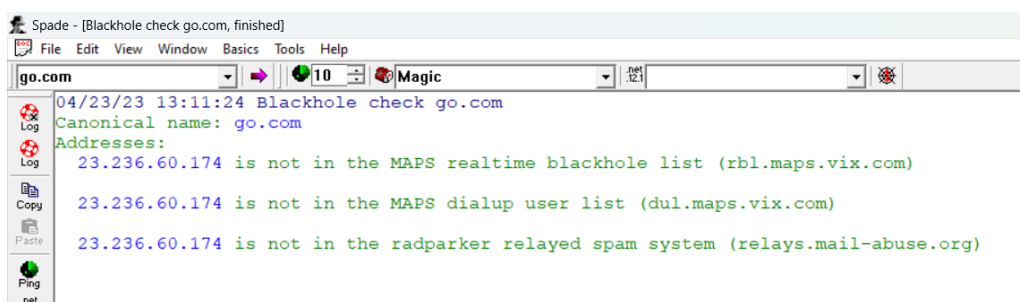 Spade - [Blackhole check go.com, finished]
File Edit View Window Basics Tools Help
go.com 10 Magic .net .12.1
04/23/23 13:11:24 Blackhole check go.com
Canonical name: go.com
Addresses:
23.236.60.174 is not in the MAPS realtime blackhole list (rbl.maps.vix.com)
23.236.60.174 is not in the MAPS dialup user list (dul.maps.vix.com)
23.236.60.174 is not in the radparker relayed spam system (relays.mail-abuse.org)
Log
Log
Copy
Paste
Ping
net